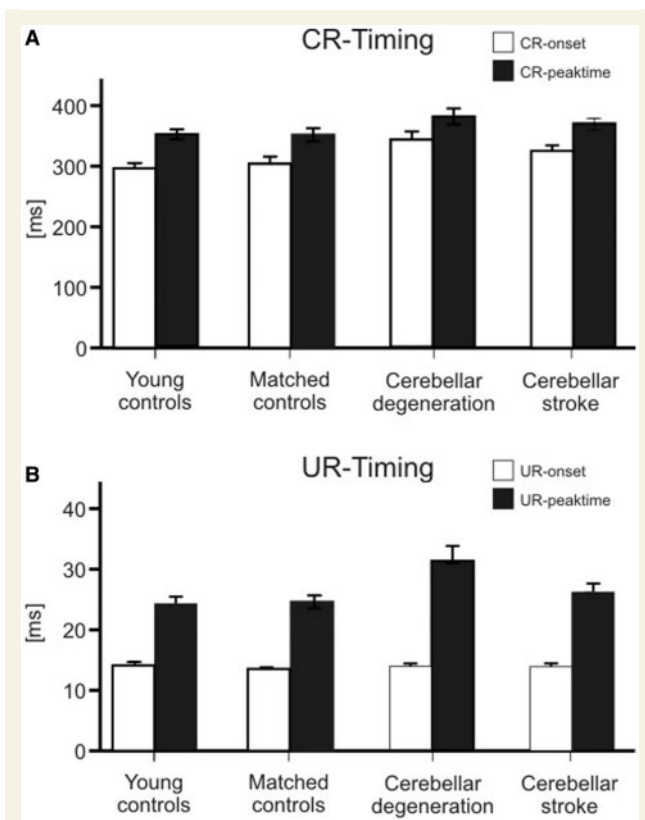 A
CR-Timing
CR-onset
CR-peaktime
400
300
200
100
0
[ms]
Young
controls
Matched
controls
Cerebellar
degeneration
Cerebellar
stroke
B
UR-Timing
UR-onset
UR-peaktime
40
30
20
10
0
[ms]
Young
controls
Matched
controls
Cerebellar
degeneration
Cerebellar
stroke